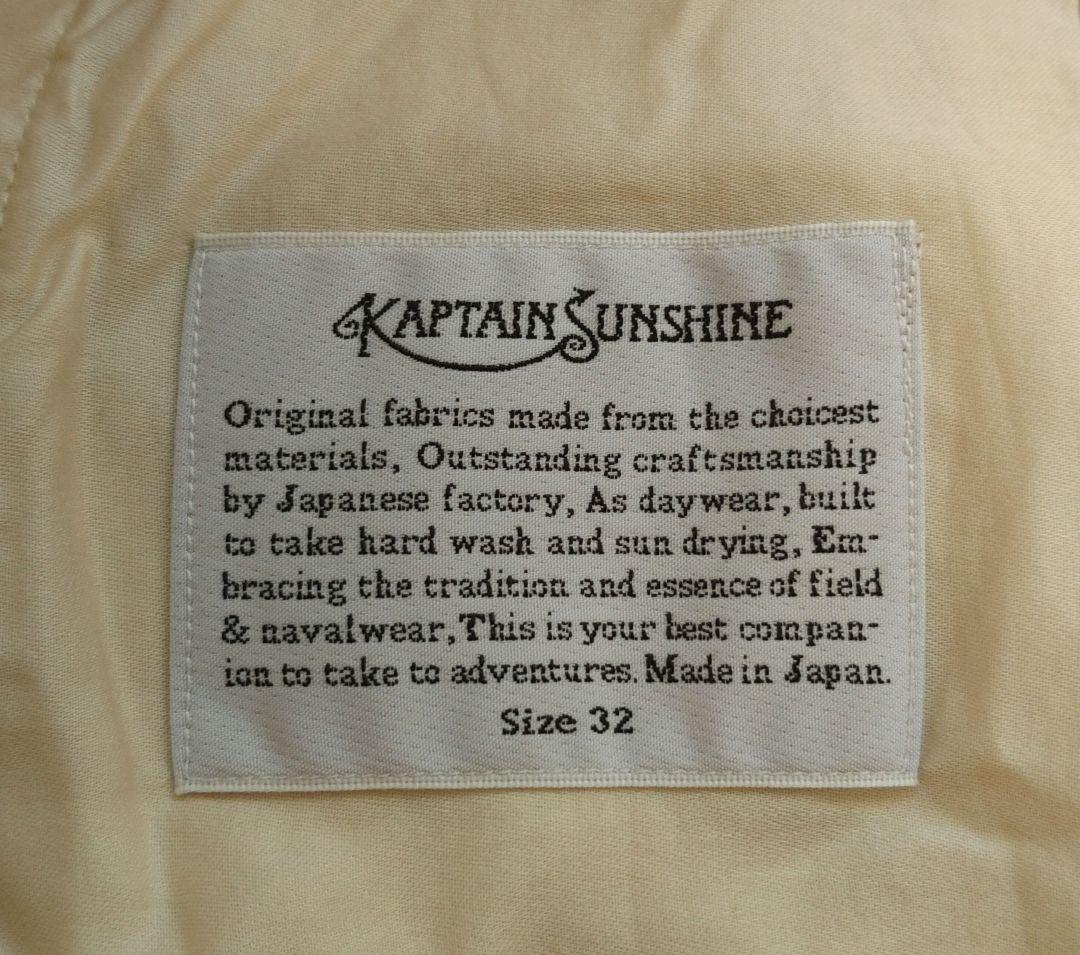 KAPTAIN SUNSHINE
Original fabrics made from the choicest
materials, Outstanding craftsmanship
by Japanese factory, As daywear, built
to take hard wash and sun drying, Em-
bracing the tradition and essence of field
& navalwear, This is your best compan-
ion to take to adventures. Made in Japan.
Size 32